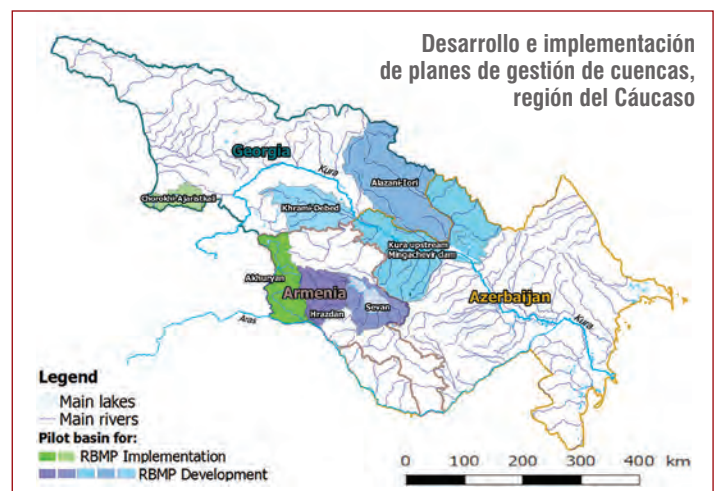 Desarrollo e implementación
de planes de gestión de cuencas,
región del Cáucaso
Georgia
Kura
Alazani-Iori
Chorokhi-Ajaristkali
Khrami-Debed
Kura upstream
Mingachevir dam
Akhuryan
Armenia
Sevan
Hrazdan
Azerbaijan
Kura
Aras
Legend
Main lakes
Main rivers
Pilot basin for:
RBMP Implementation
RBMP Development
0 100 200 300 400 km